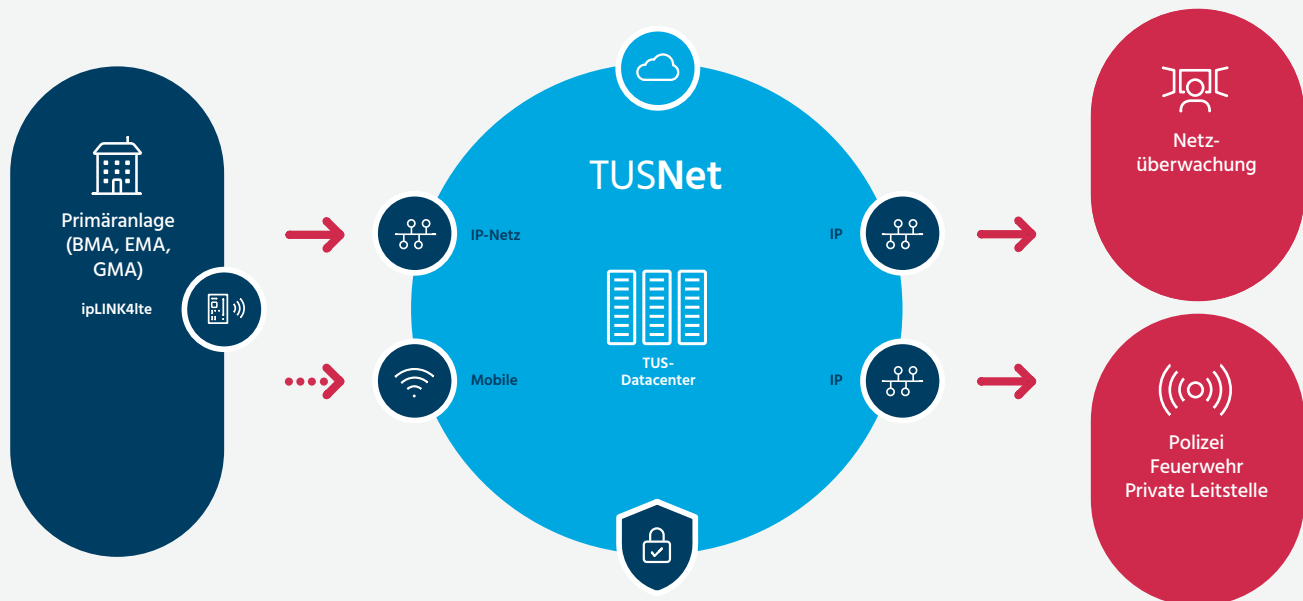 Primäranlage
(BMA, EMA,
GMA)
ipLINK4lte
TUSNet
IP-Netz
Mobile
TUS-
Datacenter
IP
IP
Netz-
überwachung
Polizei
Feuerwehr
Private Leitstelle